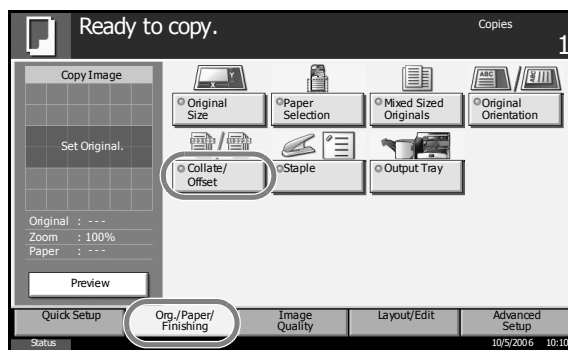 Ready to copy.
Copies
1
Copy Image
Set Original.
Original : ---
Zoom : 100%
Paper : ---
Preview
Original
Size
Paper
Selection
Mixed Sized
Originals
ABC
ABC
Original
Orientation
Collate/
Offset
Staple
Output Tray
Quick Setup
Org./Paper/
Finishing
Image
Quality
Layout/Edit
Advanced
Setup
Status
10/5/2006 10:10